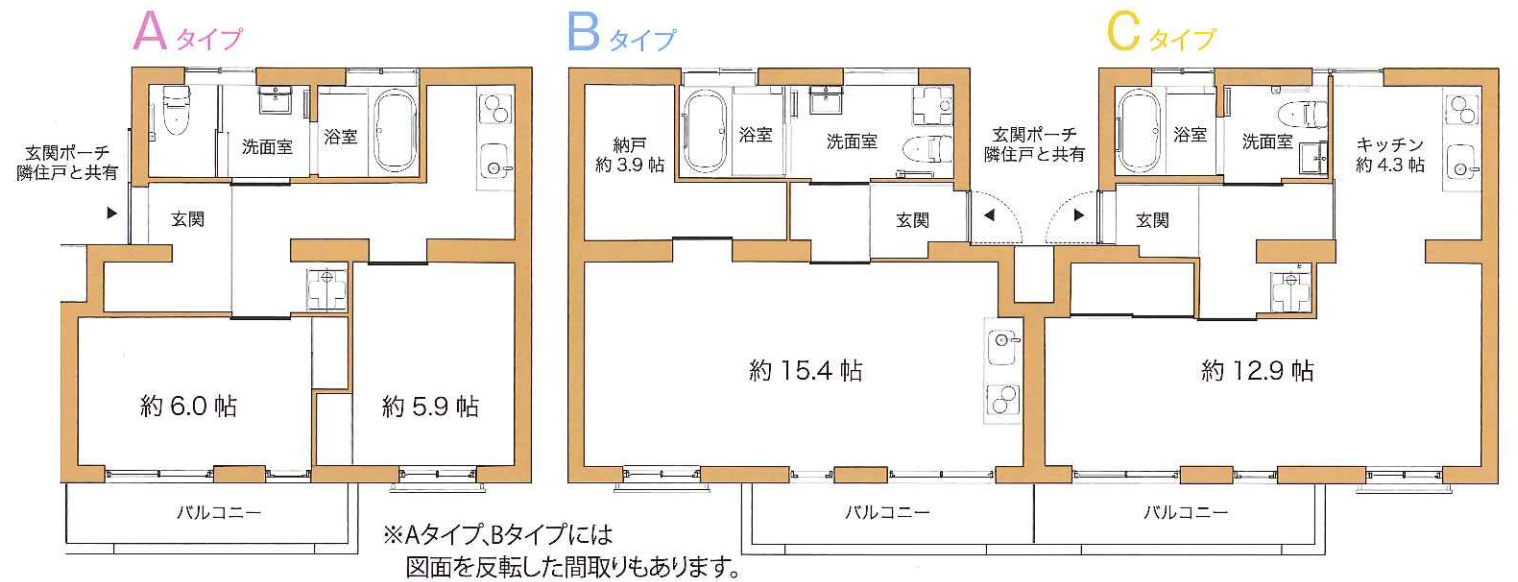 A タイプ
玄関ポーチ
隣住戸と共有
洗面室
浴室
玄関
約 6.0 帖
約 5.9 帖
バルコニー
B タイプ
納戸
約 3.9 帖
浴室
洗面室
玄関
約 15.4 帖
バルコニー
玄関ポーチ
隣住戸と共有
C タイプ
浴室
洗面室
キッチン
約 4.3 帖
玄関
約 12.9 帖
バルコニー
※Aタイプ、Bタイプには
図面を反転した間取りもあります。